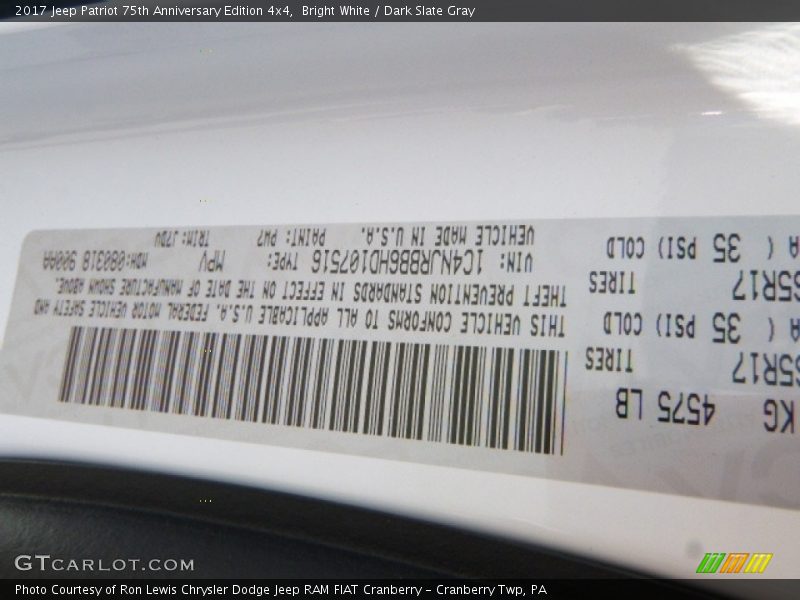 2017 Jeep Patriot 75th Anniversary Edition 4x4, Bright White / Dark Slate Gray
KG 4575 LB
65R17 TIRES
A ( 35 PSI) COLD
65R17 TIRES
A ( 35 PSI) COLD
THIS VEHICLE CONFORMS TO ALL APPLICABLE U.S.A. FEDERAL MOTOR VEHICLE SAFETY AND
THEFT PREVENTION STANDARDS IN EFFECT ON THE DATE OF MANUFACTURE SHOWN ABOVE.
VIN: 1C4NJRBB6HD107516 TYPE: MPV MDH:080318 900AA
VEHICLE MADE IN U.S.A. PAINT: PW7 TRIM:J7DV
GTCARLOT.COM
Photo Courtesy of Ron Lewis Chrysler Dodge Jeep RAM FIAT Cranberry – Cranberry Twp, PA